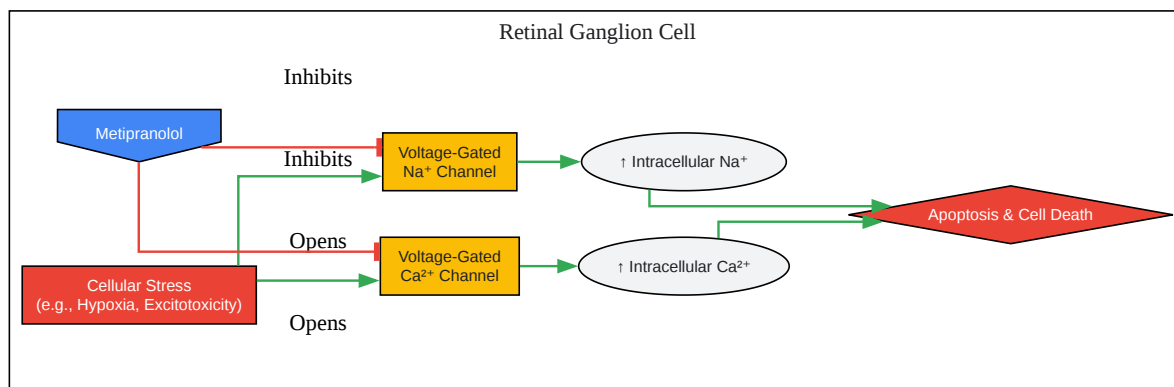 Retinal Ganglion Cell
Inhibits
Metipranolol
Inhibits
Voltage-Gated
Na⁺ Channel
↑ Intracellular Na⁺
Apoptosis & Cell Death
Opens
Voltage-Gated
Ca²⁺ Channel
↑ Intracellular Ca²⁺
Cellular Stress
(e.g., Hypoxia, Excitotoxicity)
Opens